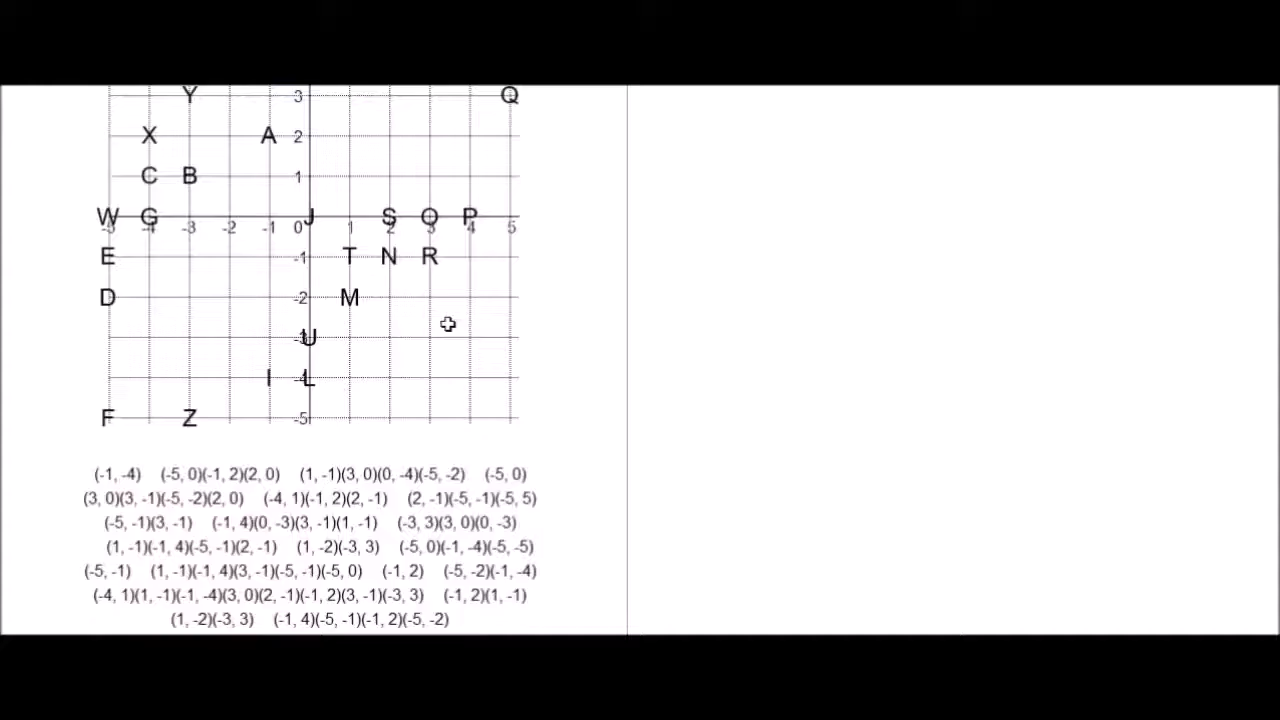 Y 3 Q
X A 2
C B 1
W G J S O P
-5 -4 -3 -2 -1 0 1 2 3 4 5
E -1 T N R
D -2 M
-3 U
I -4 L
F Z -5
(-1, -4) (-5, 0)(-1, 2)(2, 0) (1, -1)(3, 0)(0, -4)(-5, -2) (-5, 0)
(3, 0)(3, -1)(-5, -2)(2, 0) (-4, 1)(-1, 2)(2, -1) (2, -1)(-5, -1)(-5, 5)
(-5, -1)(3, -1) (-1, 4)(0, -3)(3, -1)(1, -1) (-3, 3)(3, 0)(0, -3)
(1, -1)(-1, 4)(-5, -1)(2, -1) (1, -2)(-3, 3) (-5, 0)(-1, -4)(-5, -5)
(-5, -1) (1, -1)(-1, 4)(3, -1)(-5, -1)(-5, 0) (-1, 2) (-5, -2)(-1, -4)
(-4, 1)(1, -1)(-1, -4)(3, 0)(2, -1)(-1, 2)(3, -1)(-3, 3) (-1, 2)(1, -1)
(1, -2)(-3, 3) (-1, 4)(-5, -1)(-1, 2)(-5, -2)